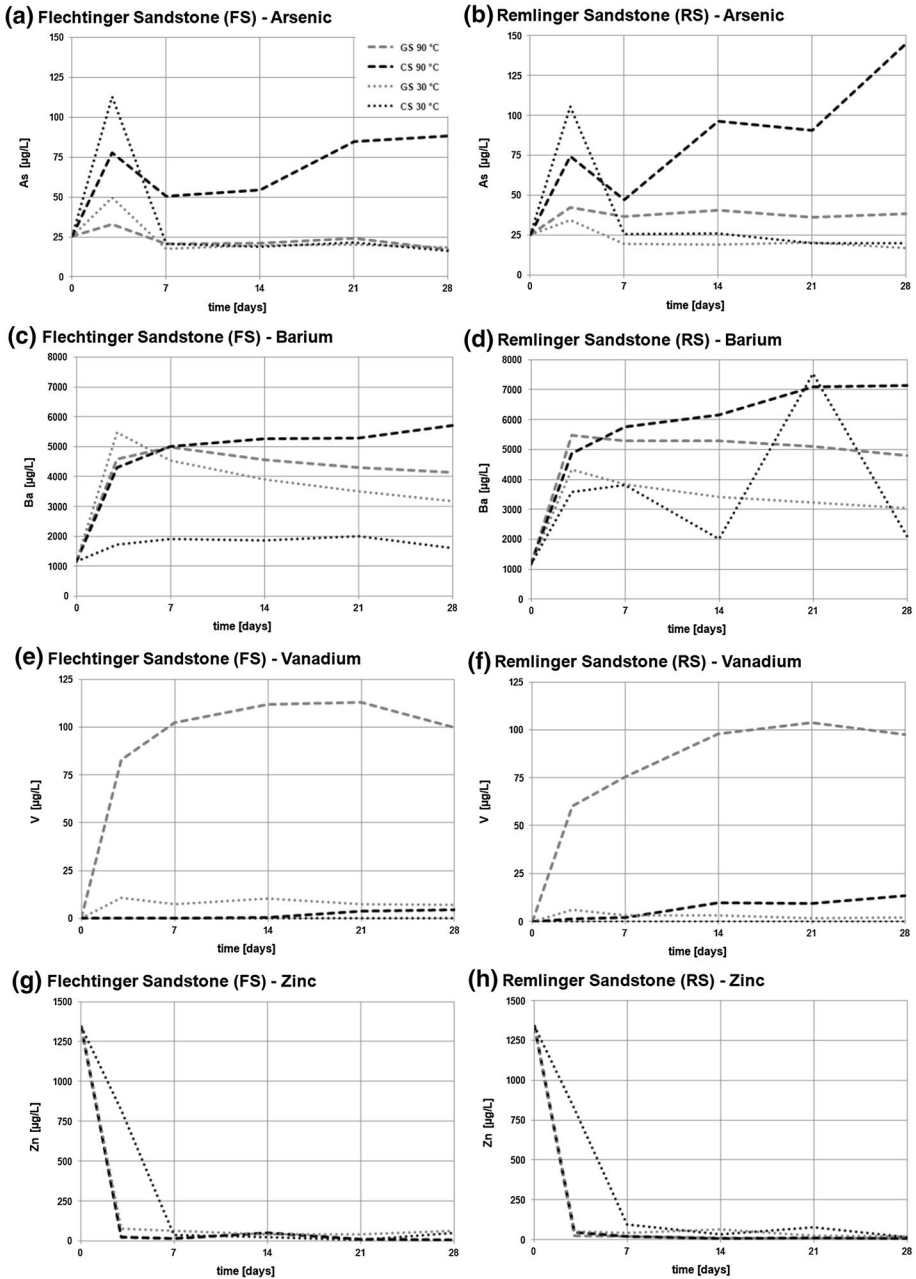 (a) Flechtinger Sandstone (FS) - Arsenic
As [µg/L]
150
125
100
75
50
25
0
0 7 14 21 28
time [days]
GS 90 °C
CS 90 °C
GS 30 °C
CS 30 °C
(b) Remlinger Sandstone (RS) - Arsenic
As [µg/L]
150
125
100
75
50
25
0
0 7 14 21 28
time [days]
(c) Flechtinger Sandstone (FS) - Barium
Ba [µg/L]
8000
7000
6000
5000
4000
3000
2000
1000
0
0 7 14 21 28
time [days]
(d) Remlinger Sandstone (RS) - Barium
Ba [µg/L]
8000
7000
6000
5000
4000
3000
2000
1000
0
0 7 14 21 28
time [days]
(e) Flechtinger Sandstone (FS) - Vanadium
V [µg/L]
125
100
75
50
25
0
0 7 14 21 28
time [days]
(f) Remlinger Sandstone (RS) - Vanadium
V [µg/L]
125
100
75
50
25
0
0 7 14 21 28
time [days]
(g) Flechtinger Sandstone (FS) - Zinc
Zn [µg/L]
1500
1250
1000
750
500
250
0
0 7 14 21 28
time [days]
(h) Remlinger Sandstone (RS) - Zinc
Zn [µg/L]
1500
1250
1000
750
500
250
0
0 7 14 21 28
time [days]